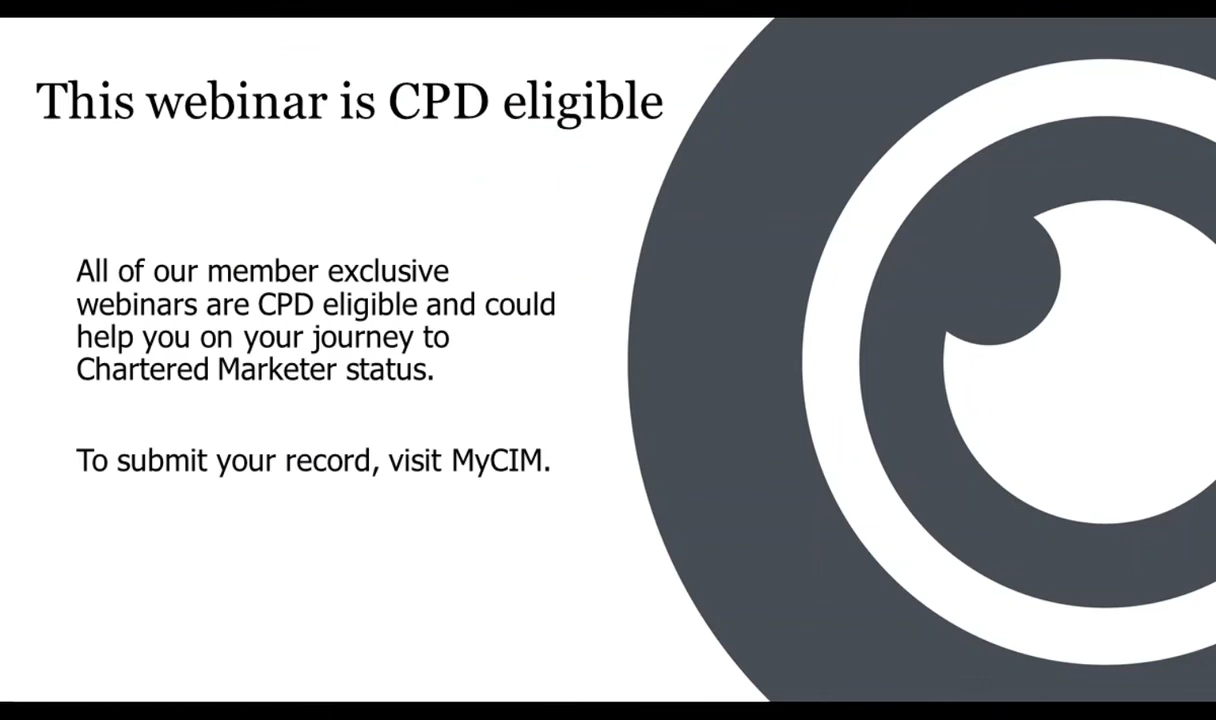 This webinar is CPD eligible
All of our member exclusive
webinars are CPD eligible and could
help you on your journey to
Chartered Marketer status.
To submit your record, visit MyCIM.